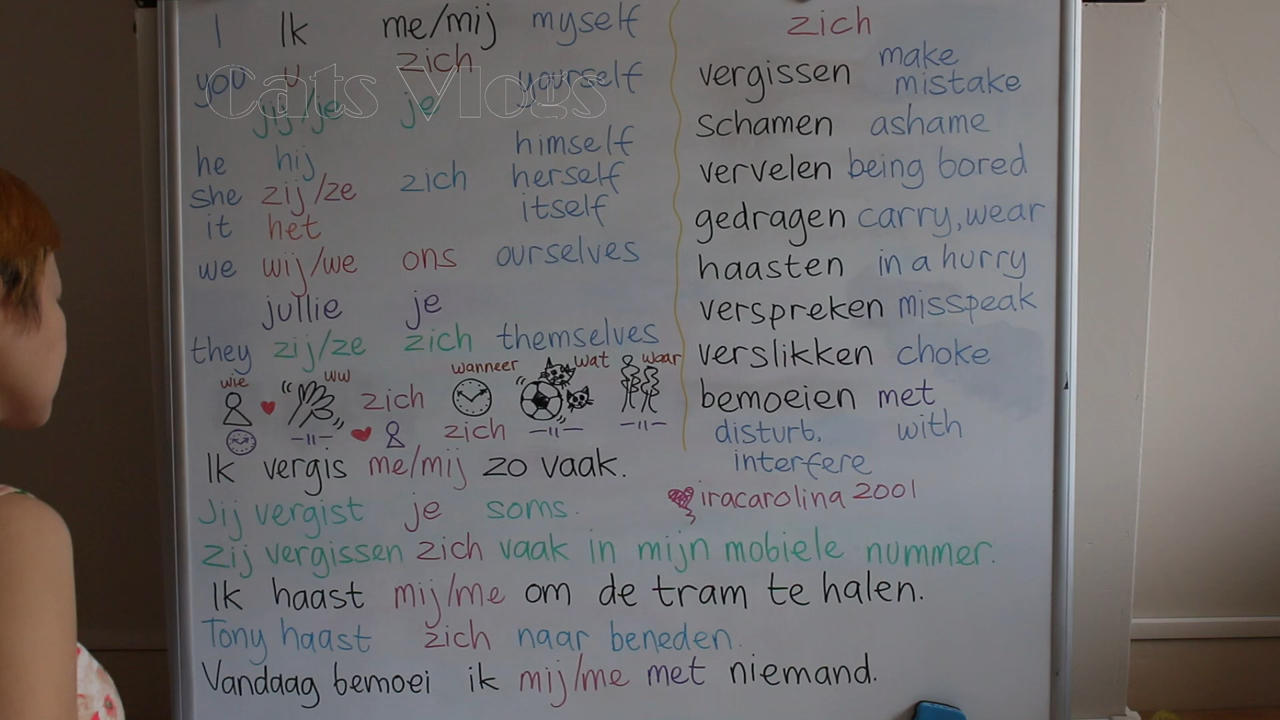 I Ik me/mij myself
zich
you u yourself
Cats Vlogs
jij/je je
himself
he hij
she zij/ze zich herself
it het itself
we wij/we ons ourselves
jullie je
they zij/ze zich themselves
wie ww wanneer wat waar
zich
zich
Ik vergis me/mij zo vaak.
Jij vergist je soms.
Zij vergissen zich vaak in mijn mobiele nummer.
Ik haast mij/me om de tram te halen.
Tony haast zich naar beneden.
Vandaag bemoei ik mij/me met niemand.
zich
vergissen make mistake
schamen ashame
vervelen being bored
gedragen carry, wear
haasten in a hurry
verspreken misspeak
verslikken choke
bemoeien met
disturb, with
interfere
iracarolina 2001